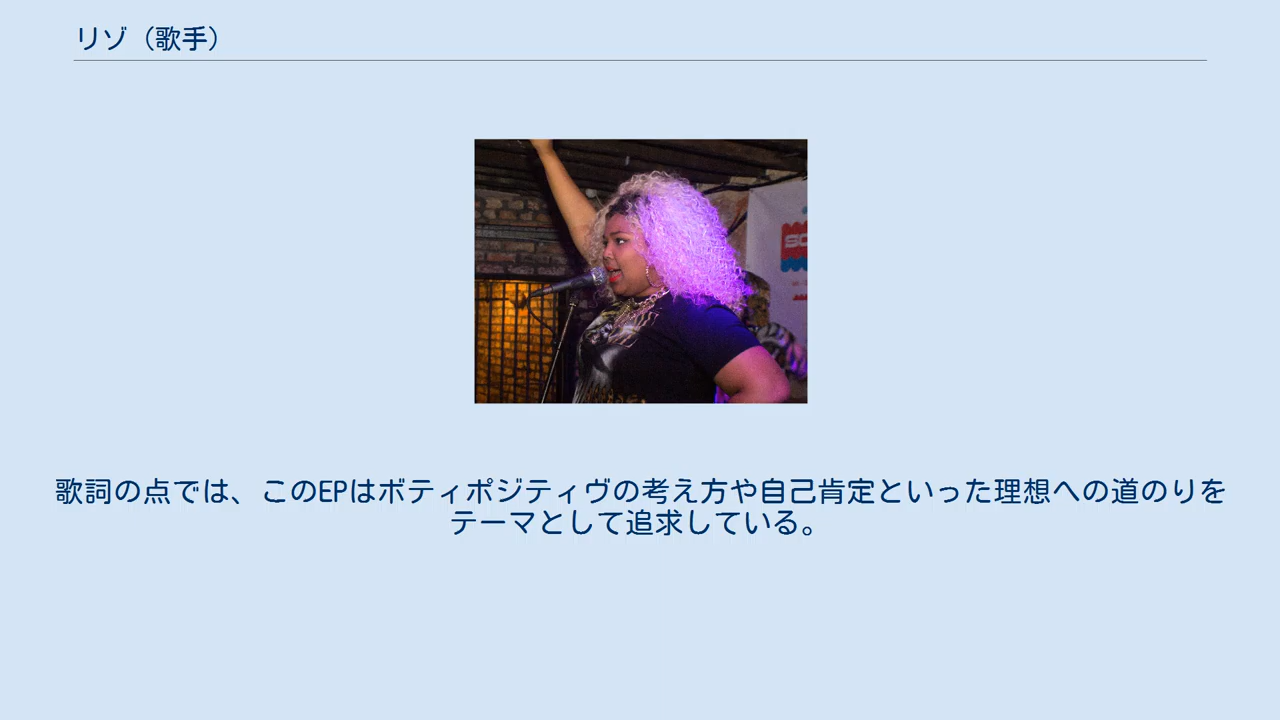 リゾ（歌手）
歌詞の点では、このEPはボティポジティヴの考え方や自己肯定といった理想への道のりを
テーマとして追求している。